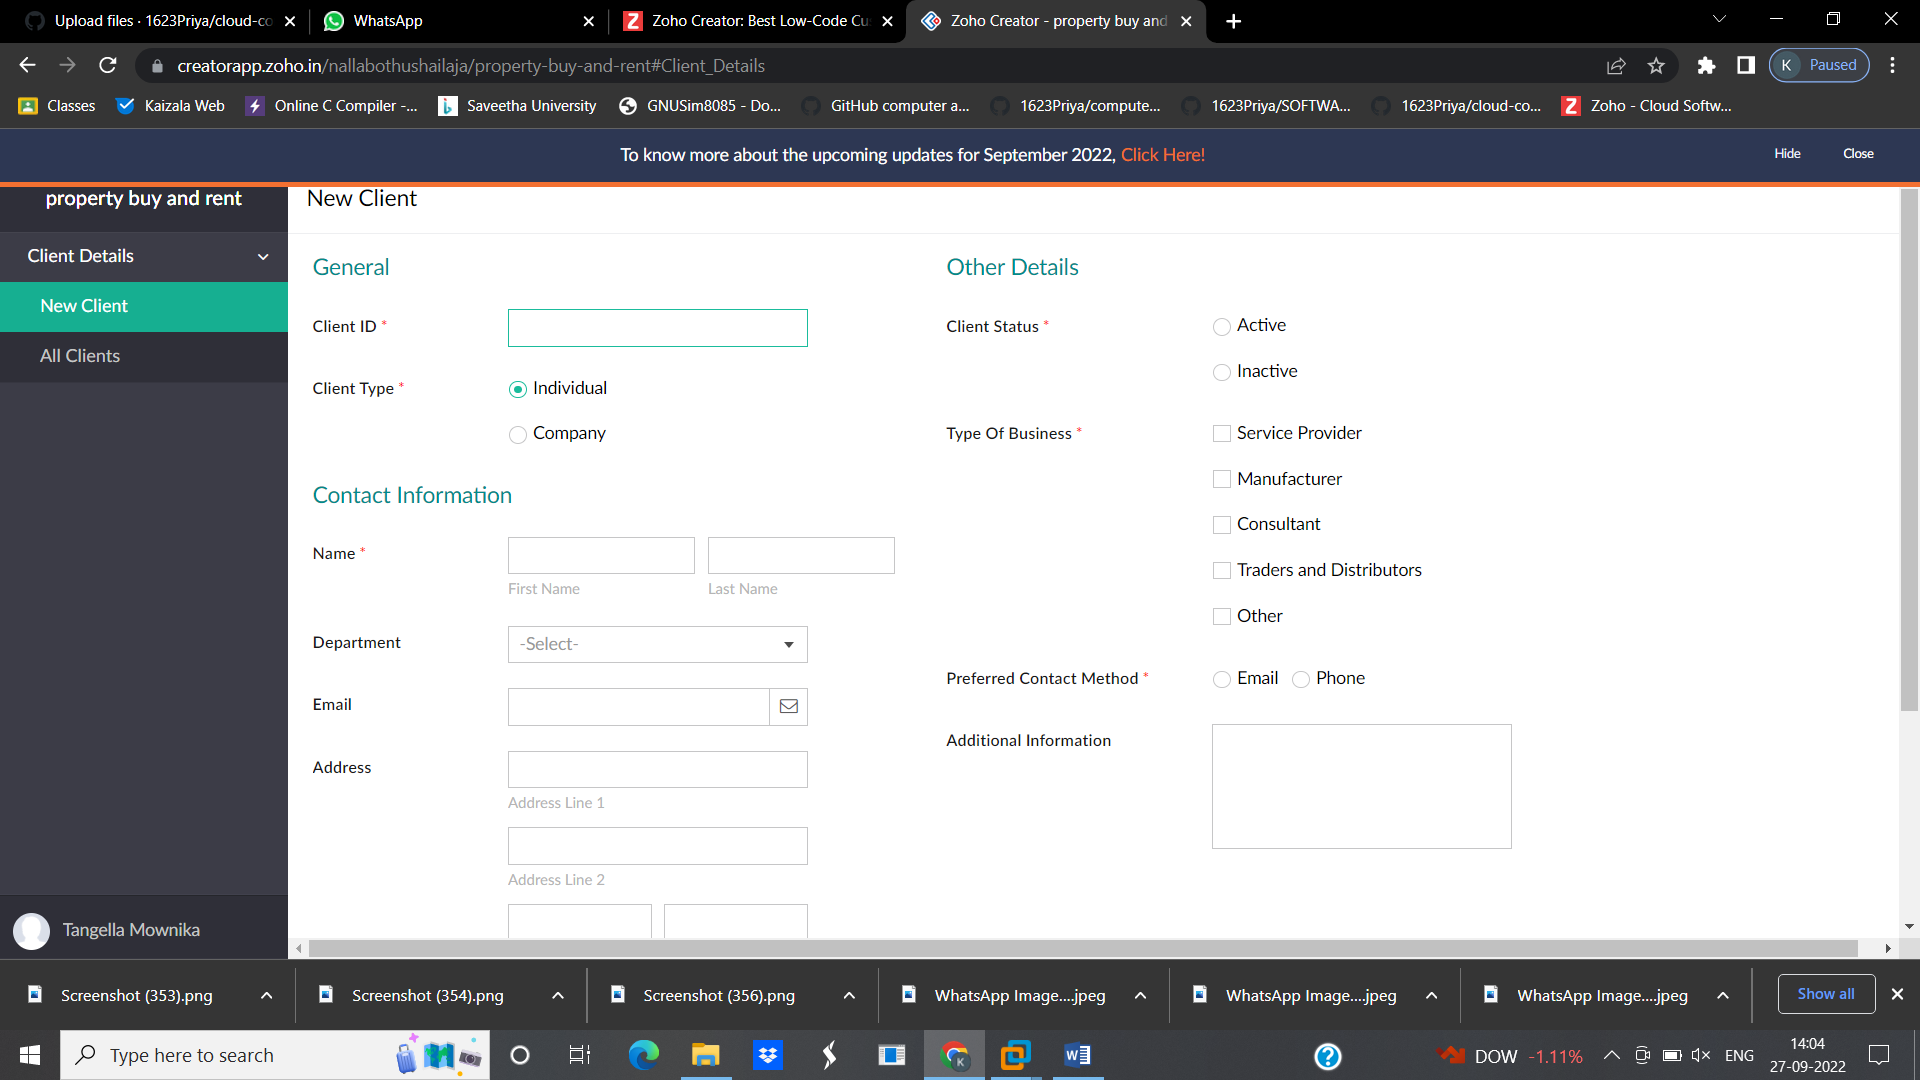 Upload files · 1623Priya/cloud-co
WhatsApp
Zoho Creator: Best Low-Code Cu
Zoho Creator - property buy and
creatorapp.zoho.in/nallabothushailaja/property-buy-and-rent#Client_Details
K Paused
Classes
Kaizala Web
Online C Compiler -...
Saveetha University
GNUSim8085 - Do...
GitHub computer a...
1623Priya/compute...
1623Priya/SOFTWA...
1623Priya/cloud-co...
Zoho - Cloud Softw...
To know more about the upcoming updates for September 2022, Click Here!
Hide
Close
property buy and rent
Client Details
New Client
All Clients
Tangella Mownika
New Client
General
Client ID *
Client Type *
Individual
Company
Contact Information
Name *
First Name
Last Name
Department
-Select-
Email
Address
Address Line 1
Address Line 2
Other Details
Client Status *
Active
Inactive
Type Of Business *
Service Provider
Manufacturer
Consultant
Traders and Distributors
Other
Preferred Contact Method *
Email
Phone
Additional Information
Screenshot (353).png
Screenshot (354).png
Screenshot (356).png
WhatsApp Image....jpeg
WhatsApp Image....jpeg
WhatsApp Image....jpeg
Show all
Type here to search
DOW -1.11%
ENG
14:04
27-09-2022